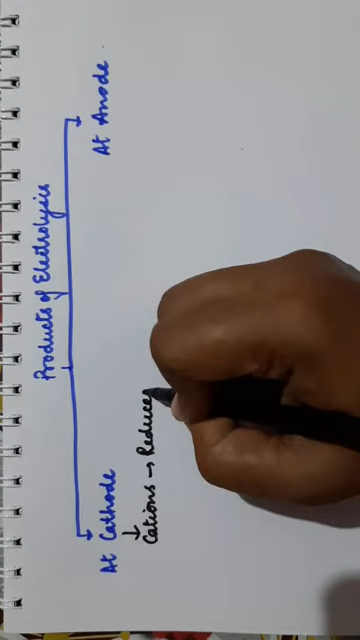 Products of Electrolysis
At Cathode At Anode
↓
Cations → Reduce